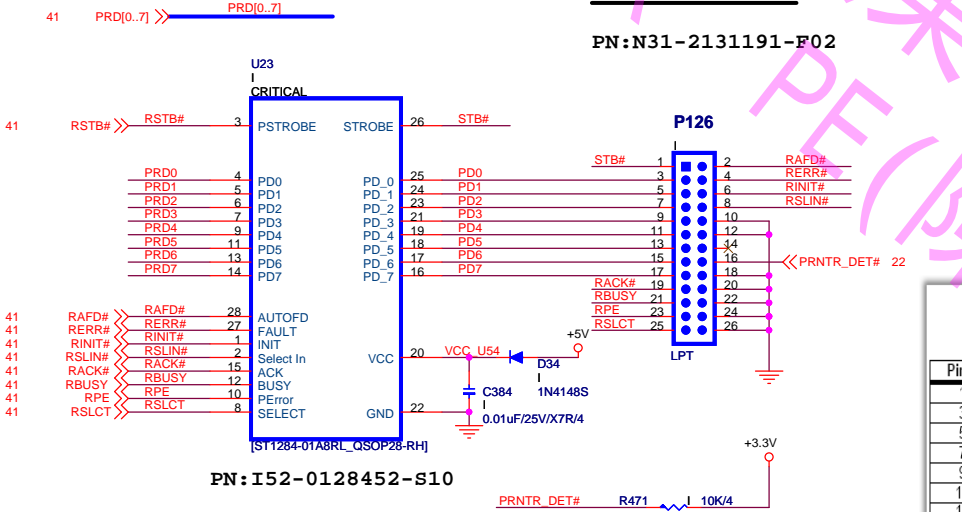 41 PRD[0..7] PRD[0..7]
PN:N31-2131191-F02
U23
I
CRITICAL
41 RSTB# RSTB# 3 PSTROBE STROBE 26 STB#
PRD0 4 PD0 PD_0 25 PD0
PRD1 5 PD1 PD_1 24 PD1
PRD2 6 PD2 PD_2 23 PD2
PRD3 7 PD3 PD_3 21 PD3
PRD4 9 PD4 PD_4 19 PD4
PRD5 11 PD5 PD_5 18 PD5
PRD6 13 PD6 PD_6 17 PD6
PRD7 14 PD7 PD_7 16 PD7
41 RAFD# RAFD# 28 AUTOFD
41 RERR# RERR# 27 FAULT
41 RINIT# RINIT# 1 INIT
41 RSLIN# RSLIN# 2 Select In
41 RACK# RACK# 15 ACK
41 RBUSY RBUSY 12 BUSY
41 RPE RPE 10 PError
41 RSLCT RSLCT 8 SELECT
VCC 20 VCC_U54
GND 22
[ST1284-01A8RL_QSOP28-RH]
PN:I52-0128452-S10
+5V
D34
I
1N4148S
C384
I
0.01uF/25V/X7R/4
P126
I
STB# 1 2 RAFD#
3 4 RERR#
5 6 RINIT#
7 8 RSLIN#
9 10
11 12
13 14
15 16 PRNTR_DET# 22
17 18
RACK# 19 20
RBUSY 21 22
RPE 23 24
RSLCT 25 26
LPT
+3.3V
PRNTR_DET# R471 I 10K/4
PE(